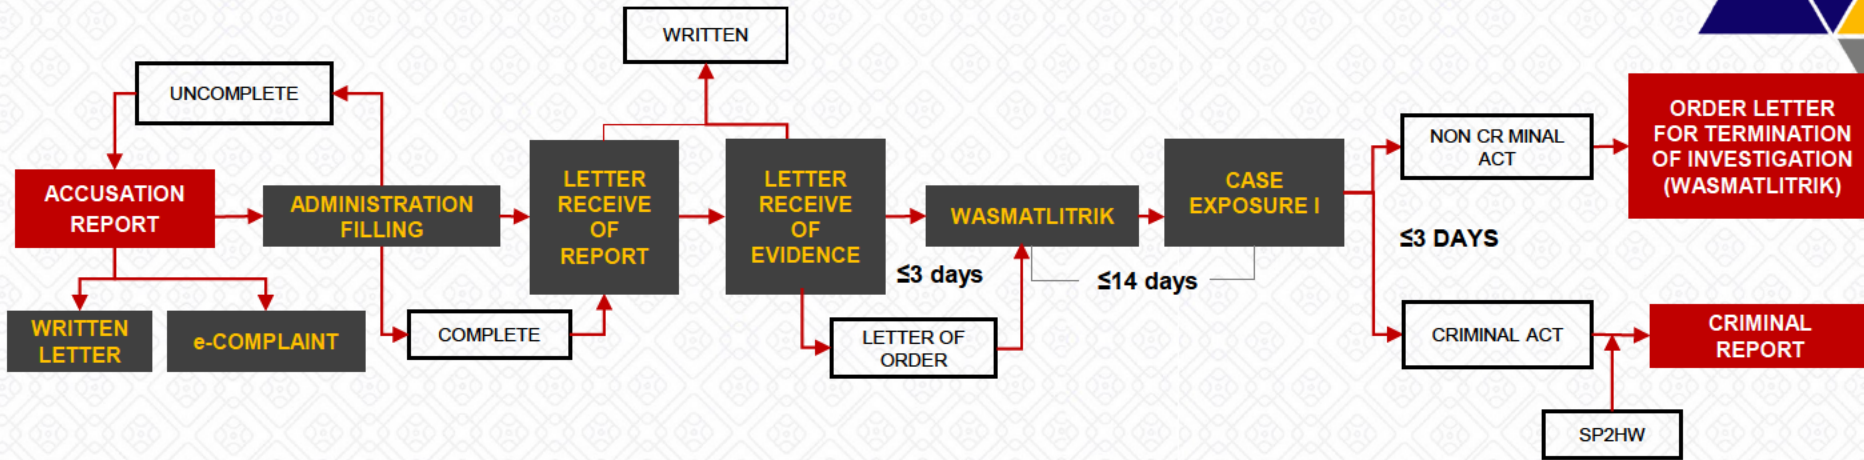 WRITTEN
UNCOMPLETE
ACCUSATION
REPORT
ADMINISTRATION
FILLING
LETTER
RECEIVE
OF
REPORT
LETTER
RECEIVE
OF
EVIDENCE
WASMATLITRIK
CASE
EXPOSURE I
NON CR MINAL
ACT
ORDER LETTER
FOR TERMINATION
OF INVESTIGATION
(WASMATLITRIK)
≤3 DAYS
≤3 days
≤14 days
WRITTEN
LETTER
e-COMPLAINT
COMPLETE
LETTER OF
ORDER
CRIMINAL ACT
CRIMINAL
REPORT
SP2HW